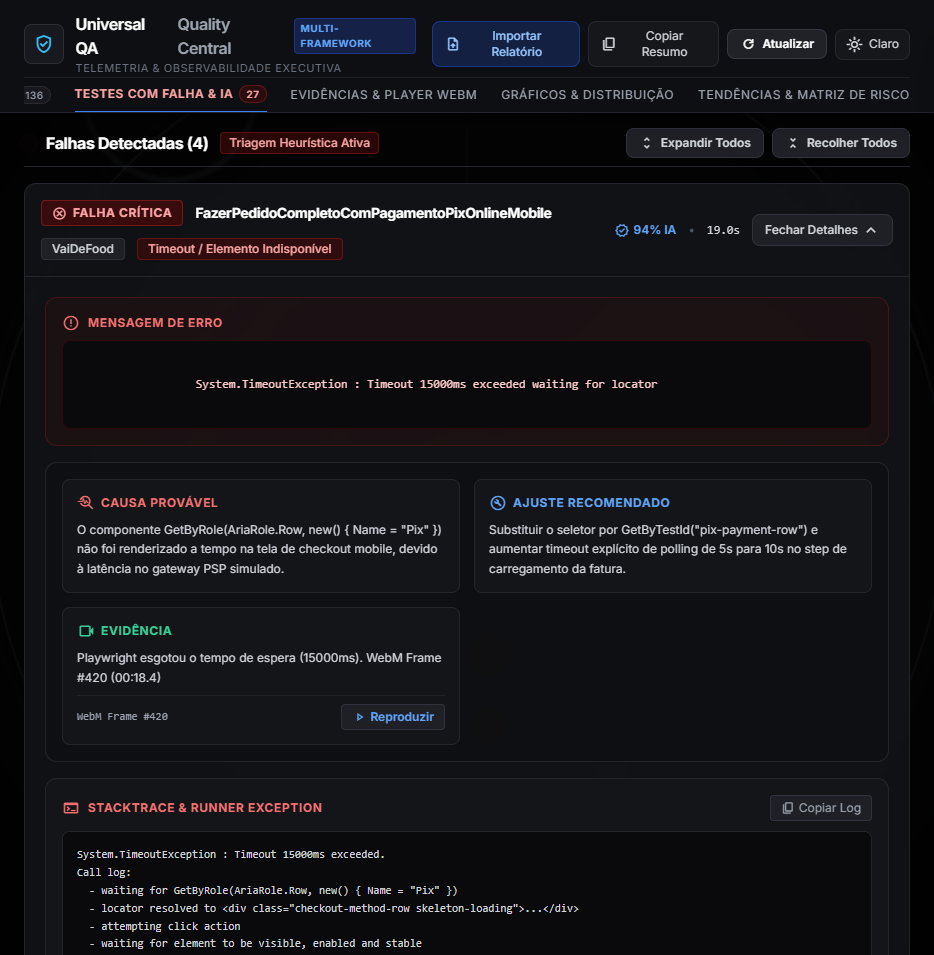 Universal QA
Quality Central
MULTI-FRAMEWORK
TELEMETRIA & OBSERVABILIDADE EXECUTIVA
Importar Relatório
Copiar Resumo
Atualizar
Claro
136
TESTES COM FALHA & IA 27
EVIDÊNCIAS & PLAYER WEBM
GRÁFICOS & DISTRIBUIÇÃO
TENDÊNCIAS & MATRIZ DE RISCO
Falhas Detectadas (4)
Triagem Heurística Ativa
Expandir Todos
Recolher Todos
FALHA CRÍTICA
FazerPedidoCompletoComPagamentoPixOnlineMobile
VaiDeFood
Timeout / Elemento Indisponível
94% IA • 19.0s
Fechar Detalhes
MENSAGEM DE ERRO
System.TimeoutException : Timeout 15000ms exceeded waiting for locator
CAUSA PROVÁVEL
O componente GetByRole(AriaRole.Row, new() { Name = "Pix" })
não foi renderizado a tempo na tela de checkout mobile, devido
à latência no gateway PSP simulado.
AJUSTE RECOMENDADO
Substituir o seletor por GetByTestId("pix-payment-row") e
aumentar timeout explícito de polling de 5s para 10s no step de
carregamento da fatura.
EVIDÊNCIA
Playwright esgotou o tempo de espera (15000ms). WebM Frame
#420 (00:18.4)
WebM Frame #420
Reproduzir
STACKTRACE & RUNNER EXCEPTION
Copiar Log
System.TimeoutException : Timeout 15000ms exceeded.
Call log:
- waiting for GetByRole(AriaRole.Row, new() { Name = "Pix" })
- locator resolved to <div class="checkout-method-row skeleton-loading">...</div>
- attempting click action
- waiting for element to be visible, enabled and stable